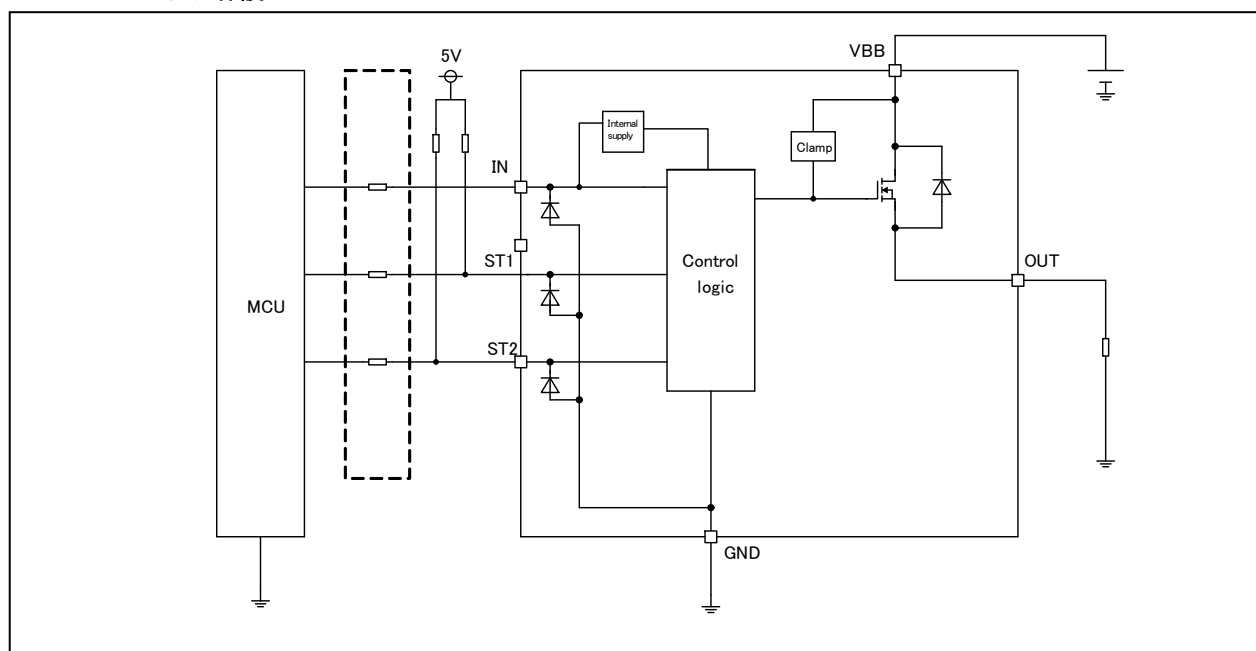 5V
VBB
Internal
supply
Clamp
IN
ST1
Control
logic
OUT
MCU
ST2
GND